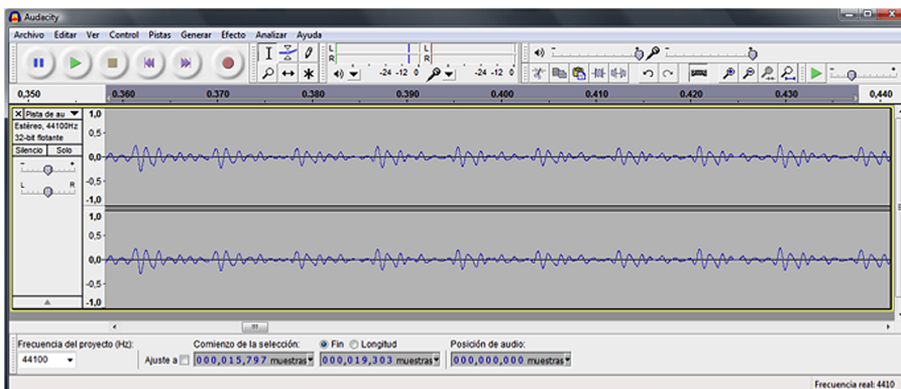 Audacity
Archivo Editar Ver Control Pistas Generar Efecto Analizar Ayuda
L
R
-24 -12 0
L
R
-24 -12 0
0,350 0,360 0,370 0,380 0,390 0,400 0,410 0,420 0,430 0,440
X Pista de au
Estéreo, 44100Hz
32-bit flotante
Silencio Solo
- +
L R
1,0
0,5-
0,0-
-0,5-
-1,0
1,0
0,5-
0,0-
-0,5-
-1,0
Frecuencia del proyecto (Hz): Comienzo de la selección: Fin Longitud Posición de audio:
44100 Ajuste a 000,015,797 muestras 000,019,303 muestras 000,000,000 muestras
Frecuencia real: 4410